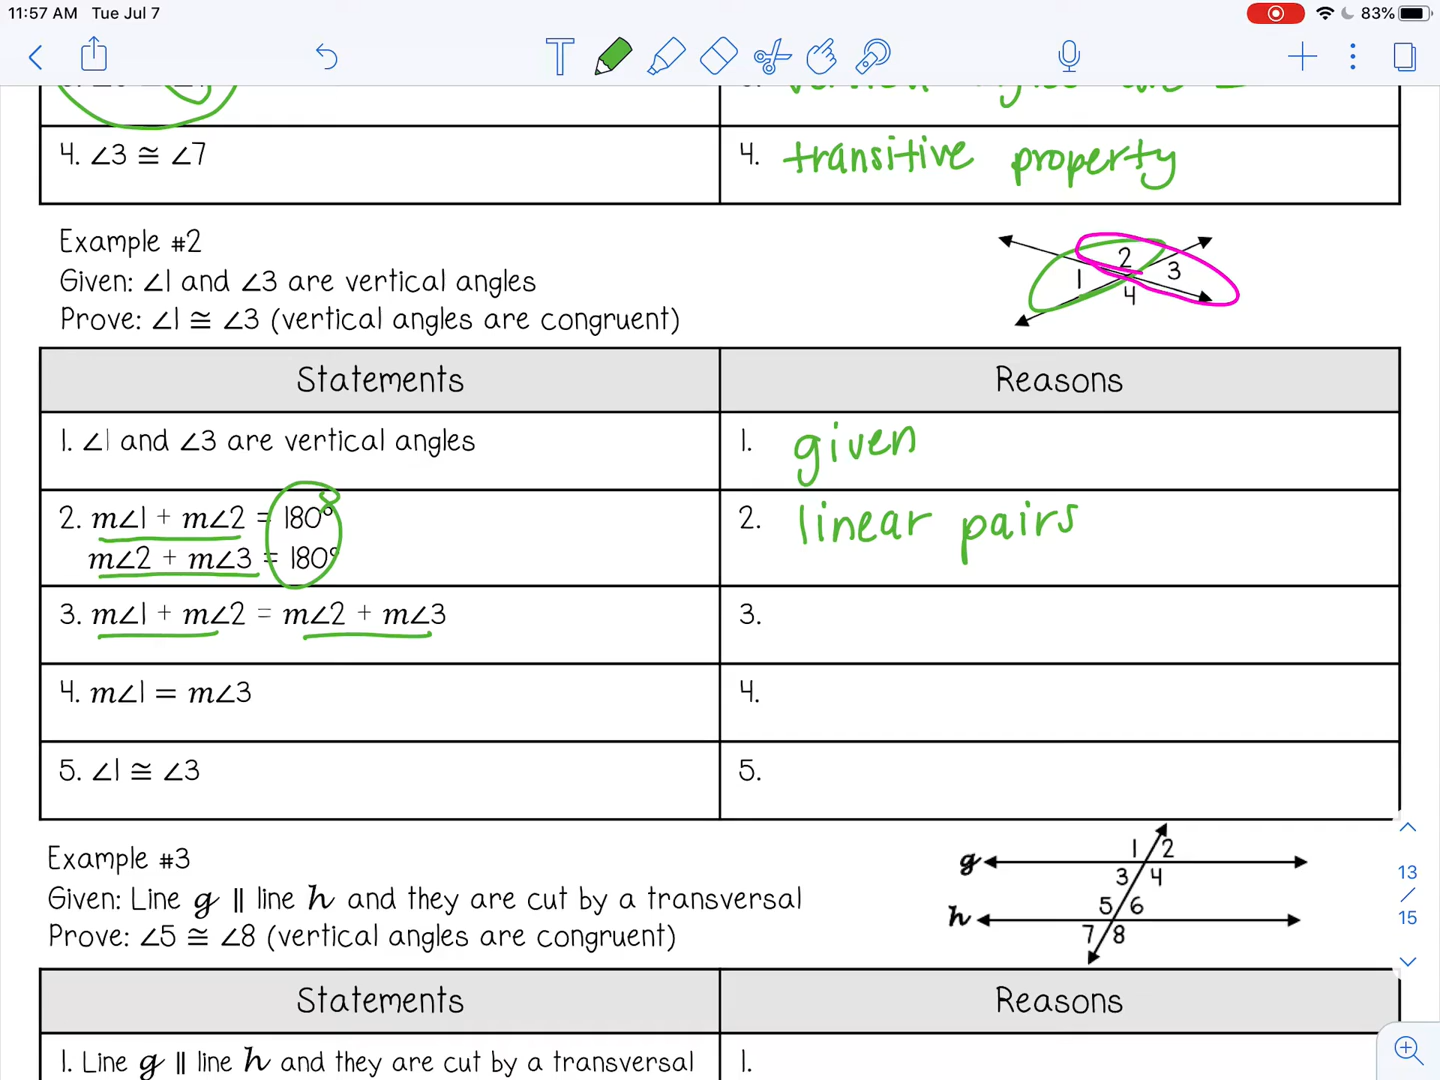 11:57 AM Tue Jul 7
83%
4. ∠3 ≅ ∠7
4. transitive property
Example #2
Given: ∠1 and ∠3 are vertical angles
Prove: ∠1 ≅ ∠3 (vertical angles are congruent)
2
1
3
4
Statements
Reasons
1. ∠1 and ∠3 are vertical angles
1. given
2. m∠1 + m∠2 = 180°
m∠2 + m∠3 = 180°
2. linear pairs
3. m∠1 + m∠2 = m∠2 + m∠3
3.
4. m∠1 = m∠3
4.
5. ∠1 ≅ ∠3
5.
Example #3
Given: Line g ∥ line h and they are cut by a transversal
Prove: ∠5 ≅ ∠8 (vertical angles are congruent)
1 2
g
3 4
5 6
h
7 8
13
/
15
Statements
Reasons
1. Line g ∥ line h and they are cut by a transversal
1.